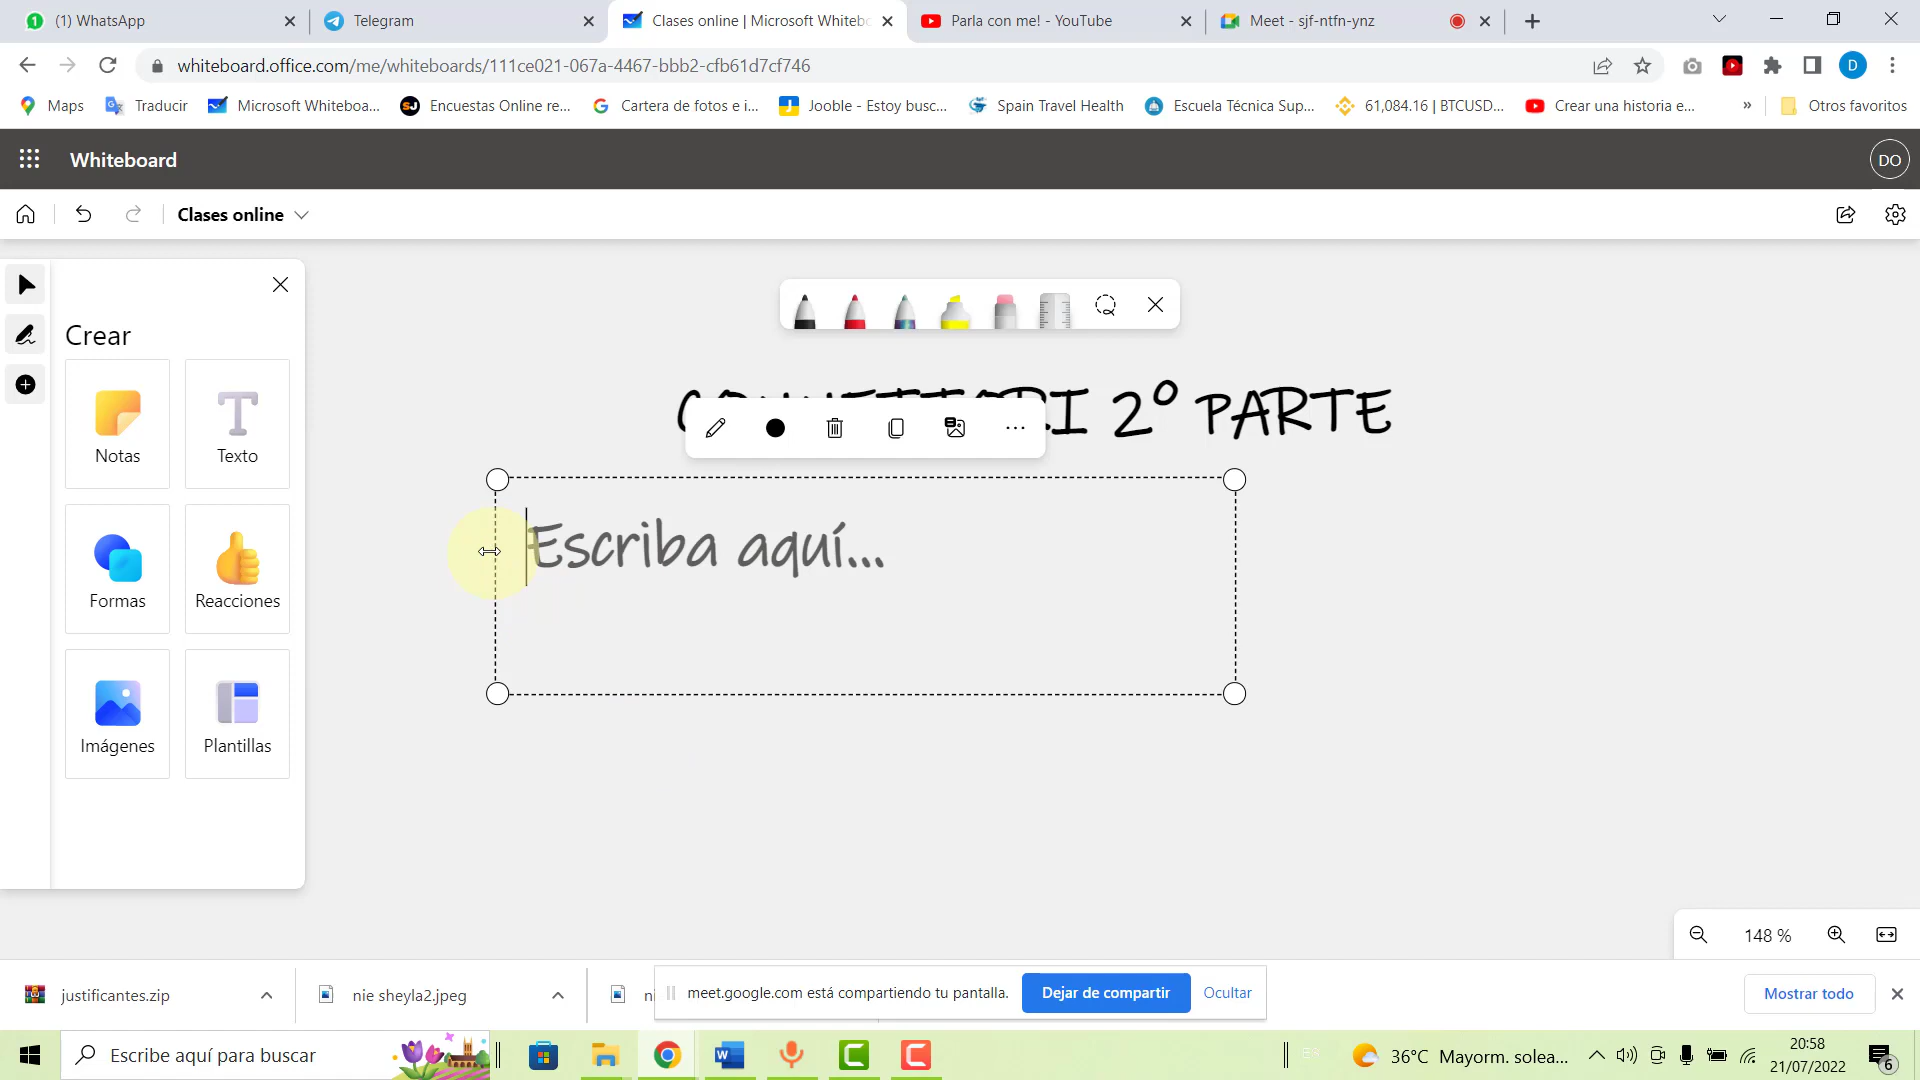 (1) WhatsApp
Telegram
Clases online | Microsoft Whitebo
Parla con me! - YouTube
Meet - sjf-ntfn-ynz
whiteboard.office.com/me/whiteboards/111ce021-067a-4467-bbb2-cfb61d7cf746
D
Maps
Traducir
Microsoft Whiteboa...
Encuestas Online re...
Cartera de fotos e i...
Jooble - Estoy busc...
Spain Travel Health
Escuela Técnica Sup...
61,084.16 | BTCUSD...
Crear una historia e...
»
Otros favoritos
Whiteboard
DO
Clases online
Crear
Notas
Texto
Formas
Reacciones
Imágenes
Plantillas
2º PARTE
Escriba aquí...
148 %
justificantes.zip
nie sheyla2.jpeg
meet.google.com está compartiendo tu pantalla.
Dejar de compartir
Ocultar
Mostrar todo
Escribe aquí para buscar
36°C Mayorm. solea...
20:58
21/07/2022
6